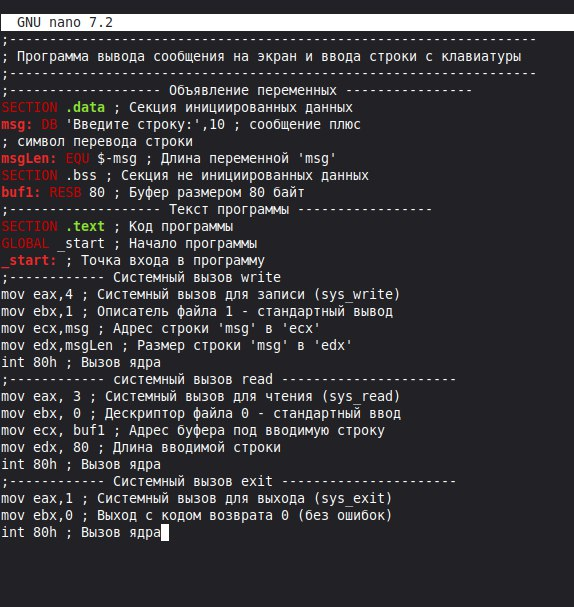 GNU nano 7.2
;------------------------------------------------------------------
; Программа вывода сообщения на экран и ввода строки с клавиатуры
;------------------------------------------------------------------
;------------------- Объявление переменных ----------------
SECTION .data ; Секция инициированных данных
msg: DB 'Введите строку:',10 ; сообщение плюс
; символ перевода строки
msgLen: EQU $-msg ; Длина переменной 'msg'
SECTION .bss ; Секция не инициированных данных
buf1: RESB 80 ; Буфер размером 80 байт
;------------------- Текст программы -----------------
SECTION .text ; Код программы
GLOBAL _start ; Начало программы
_start: ; Точка входа в программу
;------------ Системный вызов write
mov eax,4 ; Системный вызов для записи (sys_write)
mov ebx,1 ; Описатель файла 1 - стандартный вывод
mov ecx,msg ; Адрес строки 'msg' в 'ecx'
mov edx,msgLen ; Размер строки 'msg' в 'edx'
int 80h ; Вызов ядра
;------------ системный вызов read ----------------------
mov eax, 3 ; Системный вызов для чтения (sys_read)
mov ebx, 0 ; Дескриптор файла 0 - стандартный ввод
mov ecx, buf1 ; Адрес буфера под вводимую строку
mov edx, 80 ; Длина вводимой строки
int 80h ; Вызов ядра
;------------ Системный вызов exit ----------------------
mov eax,1 ; Системный вызов для выхода (sys_exit)
mov ebx,0 ; Выход с кодом возврата 0 (без ошибок)
int 80h ; Вызов ядра